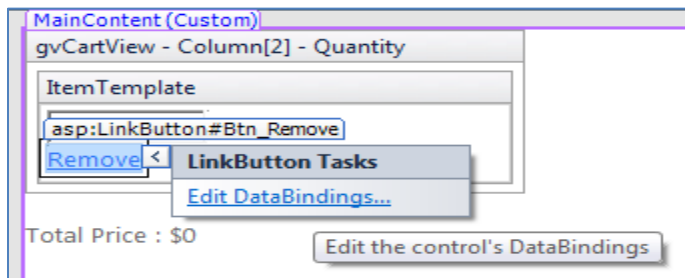 MainContent (Custom)
gvCartView - Column[2] - Quantity
ItemTemplate
asp:LinkButton#Btn_Remove
Remove < LinkButton Tasks
Edit DataBindings...
Total Price : $0
Edit the control's DataBindings